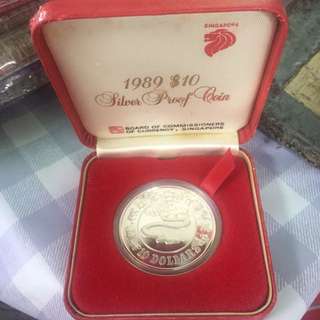 SINGAPORE
1989 $10
Silver Proof Coin
BOARD OF COMMISSIONERS
OF CURRENCY, SINGAPORE
10 DOLLARS